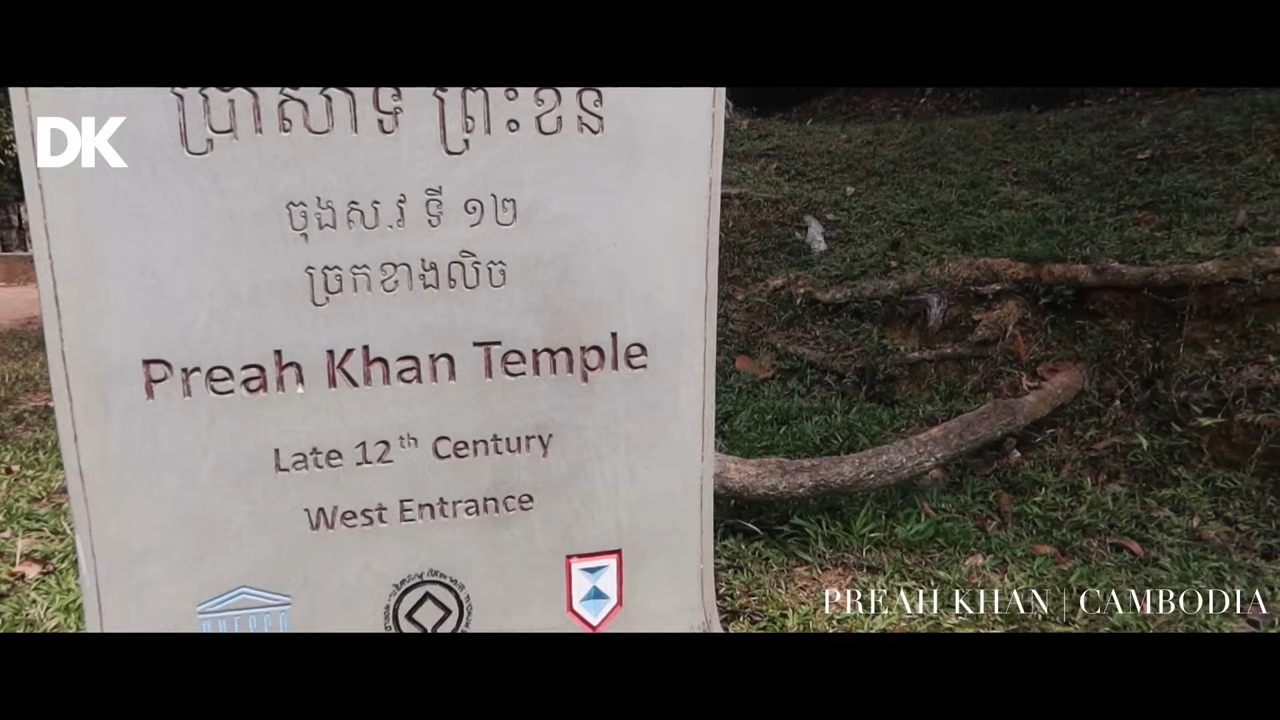 ប្រាសាទ ព្រះខ័ន
DK
ចុងស.វ ទី ១២
ច្រកខាងលិច
Preah Khan Temple
Late 12th Century
West Entrance
UNESCO
PREAH KHAN | CAMBODIA